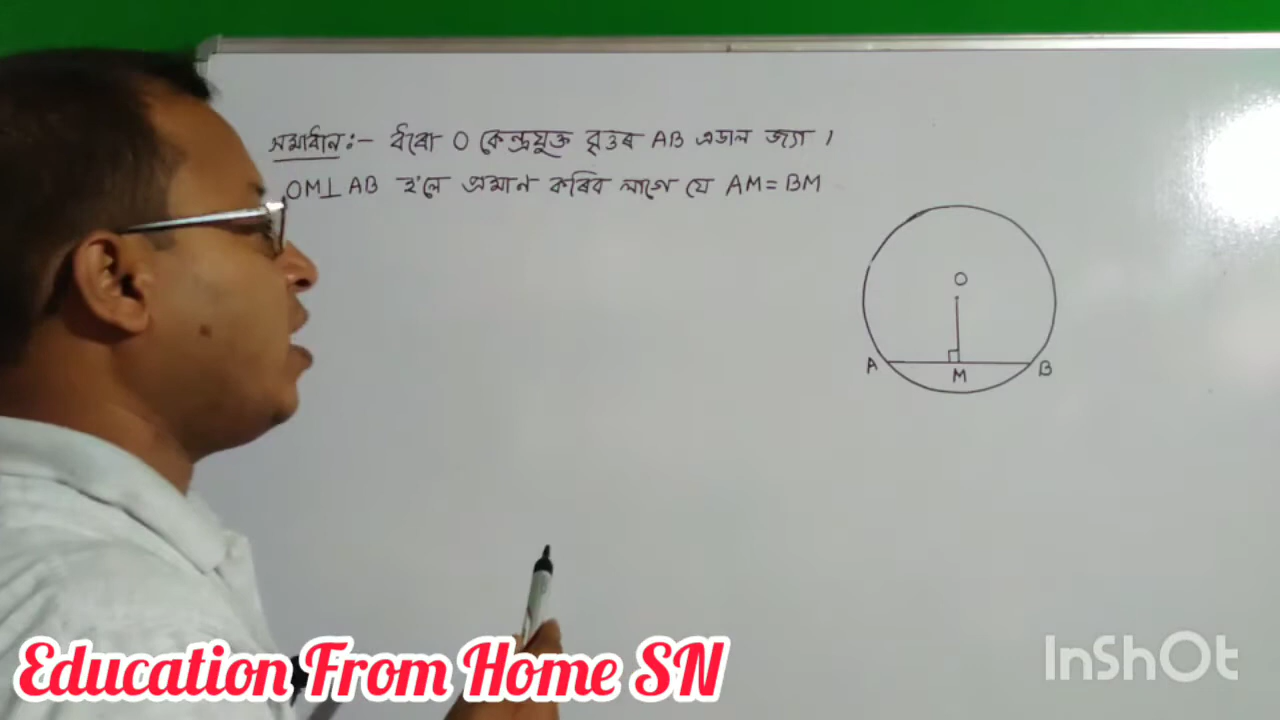 সমাধান :- ধৰো O কেন্দ্ৰযুক্ত বৃত্তৰ AB এডাল জ্যা ।
OM⊥AB হ'লে প্ৰমাণ কৰিব লাগে যে AM = BM
O
A
M
B
Education From Home SN
InShOt